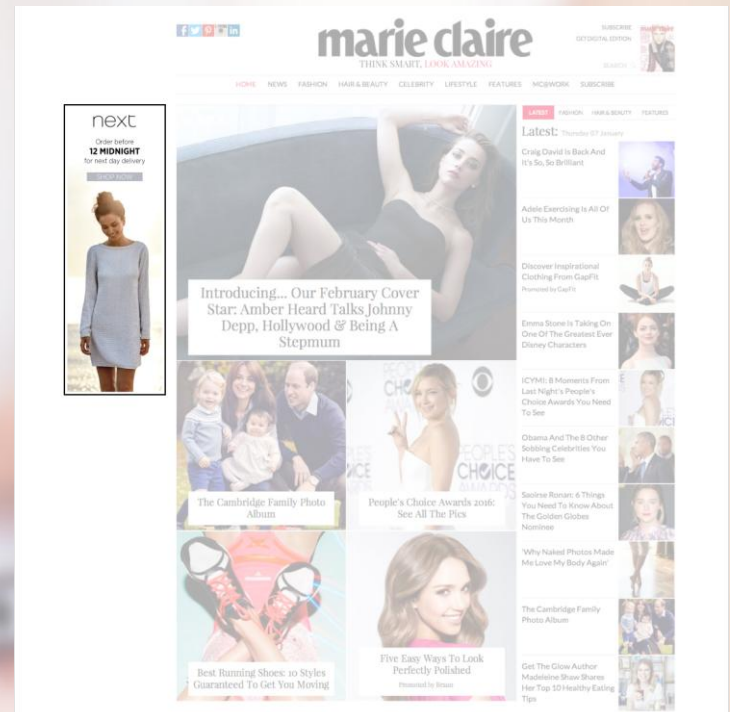 marie claire
THINK SMART, LOOK AMAZING
SUBSCRIBE
GET DIGITAL EDITION
SEARCH
HOME NEWS FASHION HAIR & BEAUTY CELEBRITY LIFESTYLE FEATURES MC@WORK SUBSCRIBE
next
Order before
12 MIDNIGHT
for next day delivery
SHOP NOW
Introducing... Our February Cover
Star: Amber Heard Talks Johnny
Depp, Hollywood & Being A
Stepmum
The Cambridge Family Photo
Album
People's Choice Awards 2016:
See All The Pics
Best Running Shoes: 10 Styles
Guaranteed To Get You Moving
Five Easy Ways To Look
Perfectly Polished
Promoted by Braun
LATEST FASHION HAIR & BEAUTY FEATURES
Latest: Thursday 07 January
Craig David Is Back And
It's So, So Brilliant
Adele Exercising Is All Of
Us This Month
Discover Inspirational
Clothing From GapFit
Promoted by GapFit
Emma Stone Is Taking On
One Of The Greatest Ever
Disney Characters
ICYMI: 8 Moments From
Last Night's People's
Choice Awards You Need
To See
Obama And The 8 Other
Sobbing Celebrities You
Have To See
Saoirse Ronan: 6 Things
You Need To Know About
The Golden Globes
Nominee
'Why Naked Photos Made
Me Love My Body Again'
The Cambridge Family
Photo Album
Get The Glow Author
Madeleine Shaw Shares
Her Top 10 Healthy Eating
Tips